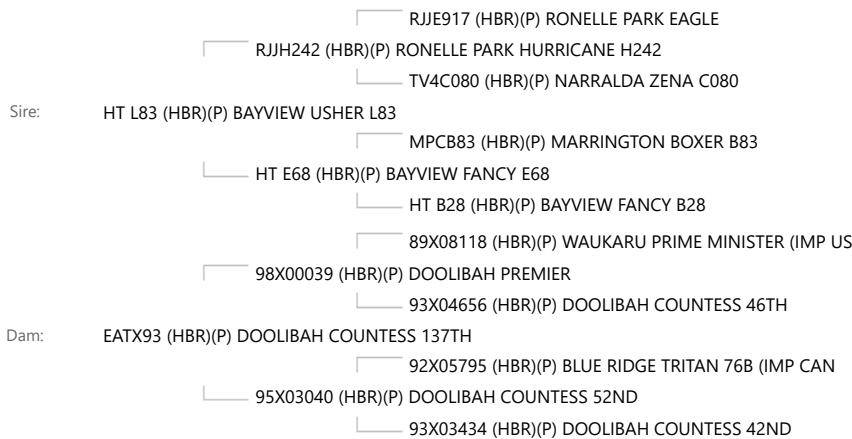 RJJE917 (HBR)(P) RONELLE PARK EAGLE
RJJH242 (HBR)(P) RONELLE PARK HURRICANE H242
TV4C080 (HBR)(P) NARRALDA ZENA C080
Sire: HT L83 (HBR)(P) BAYVIEW USHER L83
MPCB83 (HBR)(P) MARRINGTON BOXER B83
HT E68 (HBR)(P) BAYVIEW FANCY E68
HT B28 (HBR)(P) BAYVIEW FANCY B28
89X08118 (HBR)(P) WAUKARU PRIME MINISTER (IMP US
98X00039 (HBR)(P) DOOLIBAH PREMIER
93X04656 (HBR)(P) DOOLIBAH COUNTESS 46TH
Dam: EATX93 (HBR)(P) DOOLIBAH COUNTESS 137TH
92X05795 (HBR)(P) BLUE RIDGE TRITAN 76B (IMP CAN
95X03040 (HBR)(P) DOOLIBAH COUNTESS 52ND
93X03434 (HBR)(P) DOOLIBAH COUNTESS 42ND